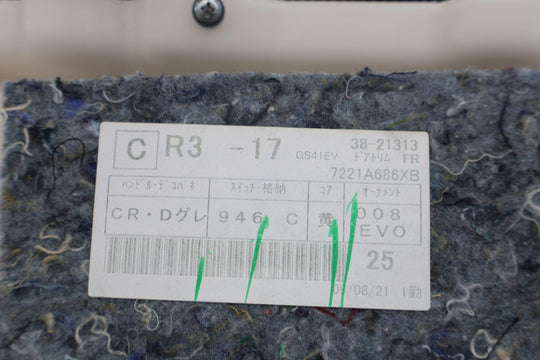 C R3 -17 GS41EV 38-21313
ドアトリム FR
7221A686XB
ハンドル・デコパネ スイッチ・格納 コア オーナメント
CR・Dグレ 946 C 黄 008
EVO
25
09/08/21 1勤